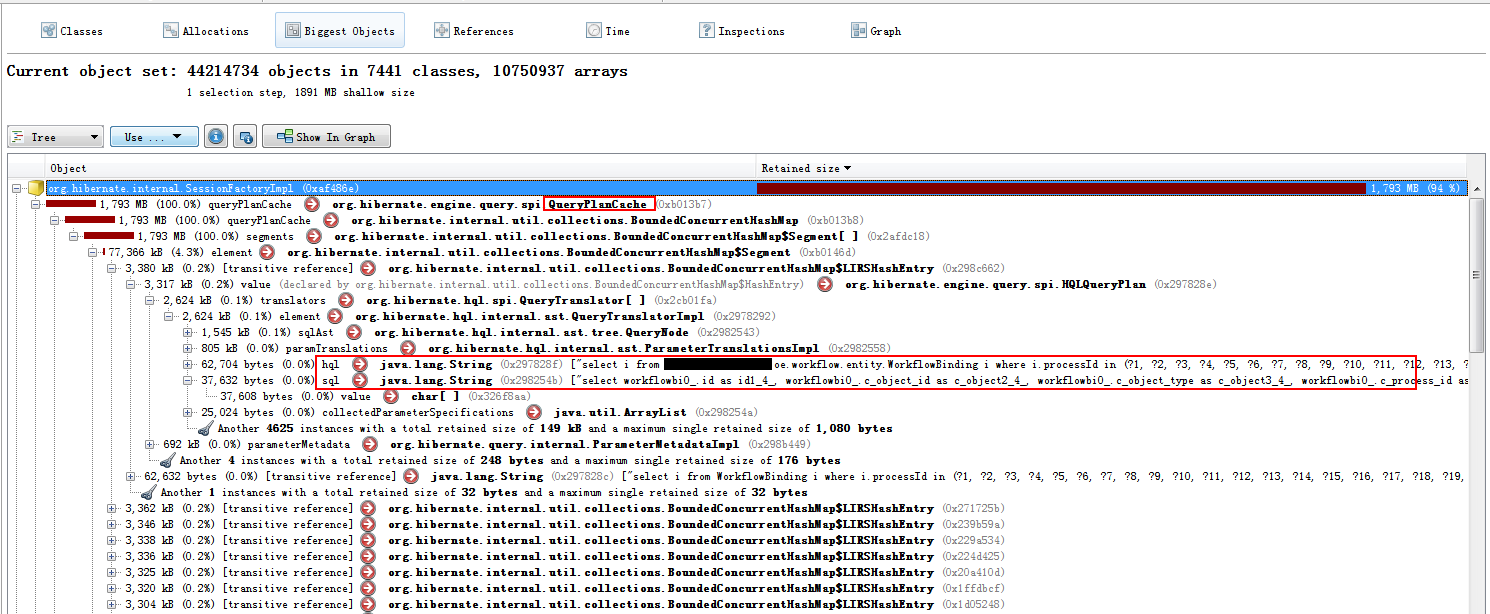 Classes Allocations Biggest Objects References Time Inspections Graph
Current object set: 44214734 objects in 7441 classes, 10750937 arrays
1 selection step, 1891 MB shallow size
Tree Use ... Show In Graph
Object Retained size
org.hibernate.internal.SessionFactoryImpl (0xaf486e) 1,793 MB (94 %)
1,793 MB (100.0%) queryPlanCache org.hibernate.engine.query.spi QueryPlanCache (0xb013b7)
1,793 MB (100.0%) queryPlanCache org.hibernate.internal.util.collections.BoundedConcurrentHashMap (0xb013b8)
1,793 MB (100.0%) segments org.hibernate.internal.util.collections.BoundedConcurrentHashMap$Segment[ ] (0x2afdc18)
77,366 kB (4.3%) element org.hibernate.internal.util.collections.BoundedConcurrentHashMap$Segment (0xb0146d)
3,380 kB (0.2%) [transitive reference] org.hibernate.internal.util.collections.BoundedConcurrentHashMap$LIRSHashEntry (0x298c662)
3,317 kB (0.2%) value (declared by org.hibernate.internal.util.collections.BoundedConcurrentHashMap$HashEntry) org.hibernate.engine.query.spi.HQLQueryPlan (0x297828e)
2,624 kB (0.1%) translators org.hibernate.hql.spi.QueryTranslator[ ] (0x2cb01fa)
2,624 kB (0.1%) element org.hibernate.hql.internal.ast.QueryTranslatorImpl (0x2978292)
1,545 kB (0.1%) sqlAst org.hibernate.hql.internal.ast.tree.QueryNode (0x2982543)
805 kB (0.0%) paramTranslations org.hibernate.hql.internal.ast.ParameterTranslationsImpl (0x2982558)
62,704 bytes (0.0%) hql java.lang.String (0x297828f) ["select i from oe.workflow.entity.WorkflowBinding i where i.processId in (?1, ?2, ?3, ?4, ?5, ?6, ?7, ?8, ?9, ?10, ?11, ?12, ?13, ?
37,632 bytes (0.0%) sql java.lang.String (0x298254b) ["select workflowbi0_.id as id1_4_, workflowbi0_.c_object_id as c_object2_4_, workflowbi0_.c_object_type as c_object3_4_, workflowbi0_.c_process_id as
37,608 bytes (0.0%) value char[ ] (0x326f8aa)
25,024 bytes (0.0%) collectedParameterSpecifications java.util.ArrayList (0x298254a)
Another 4625 instances with a total retained size of 149 kB and a maximum single retained size of 1,080 bytes
692 kB (0.0%) parameterMetadata org.hibernate.query.internal.ParameterMetadataImpl (0x298b449)
Another 4 instances with a total retained size of 248 bytes and a maximum single retained size of 176 bytes
62,632 bytes (0.0%) [transitive reference] java.lang.String (0x297828c) ["select i from WorkflowBinding i where i.processId in (?1, ?2, ?3, ?4, ?5, ?6, ?7, ?8, ?9, ?10, ?11, ?12, ?13, ?14, ?15, ?16, ?17, ?18, ?19,
Another 1 instances with a total retained size of 32 bytes and a maximum single retained size of 32 bytes
3,362 kB (0.2%) [transitive reference] org.hibernate.internal.util.collections.BoundedConcurrentHashMap$LIRSHashEntry (0x271725b)
3,346 kB (0.2%) [transitive reference] org.hibernate.internal.util.collections.BoundedConcurrentHashMap$LIRSHashEntry (0x239b59a)
3,338 kB (0.2%) [transitive reference] org.hibernate.internal.util.collections.BoundedConcurrentHashMap$LIRSHashEntry (0x229a534)
3,336 kB (0.2%) [transitive reference] org.hibernate.internal.util.collections.BoundedConcurrentHashMap$LIRSHashEntry (0x224d425)
3,325 kB (0.2%) [transitive reference] org.hibernate.internal.util.collections.BoundedConcurrentHashMap$LIRSHashEntry (0x20a410d)
3,320 kB (0.2%) [transitive reference] org.hibernate.internal.util.collections.BoundedConcurrentHashMap$LIRSHashEntry (0x1ffdbcf)
3,304 kB (0.2%) [transitive reference] org.hibernate.internal.util.collections.BoundedConcurrentHashMap$LIRSHashEntry (0x1d05248)